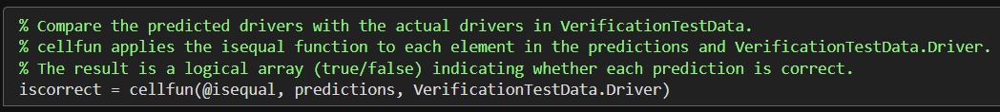 % Compare the predicted drivers with the actual drivers in VerificationTestData.
% cellfun applies the isequal function to each element in the predictions and VerificationTestData.Driver.
% The result is a logical array (true/false) indicating whether each prediction is correct.
iscorrect = cellfun(@isequal, predictions, VerificationTestData.Driver)